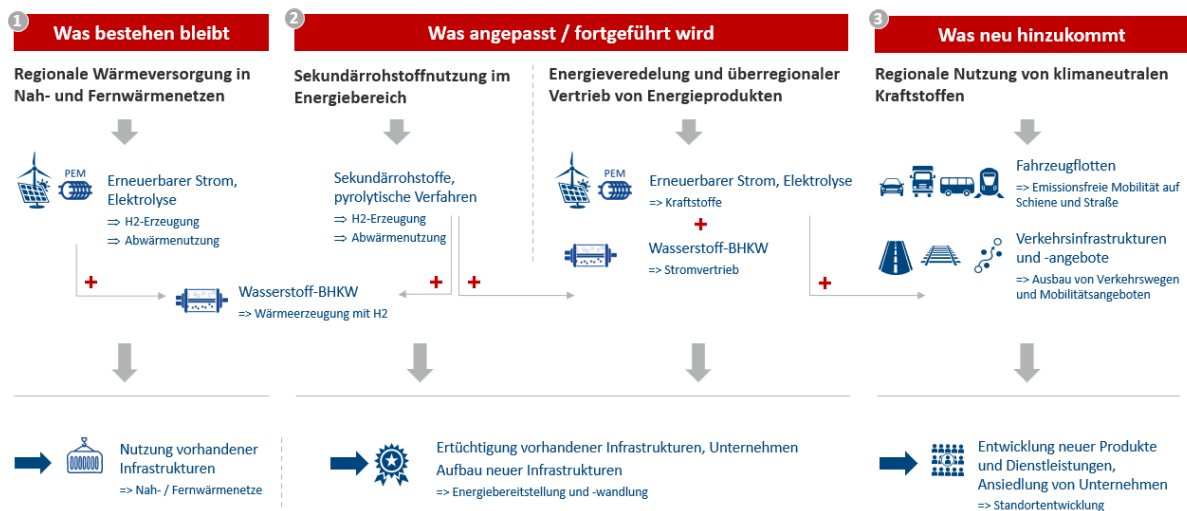 1
Was bestehen bleibt
Regionale Wärmeversorgung in
Nah- und Fernwärmenetzen
PEM
Erneuerbarer Strom,
Elektrolyse
⇒ H2-Erzeugung
⇒ Abwärmenutzung
+
Wasserstoff-BHKW
=> Wärmeerzeugung mit H2
2
Was angepasst / fortgeführt wird
Sekundärrohstoffnutzung im
Energiebereich
Sekundärrohstoffe,
pyrolytische Verfahren
⇒ H2-Erzeugung
⇒ Abwärmenutzung
+ +
Energieveredelung und überregionaler
Vertrieb von Energieprodukten
PEM
Erneuerbarer Strom, Elektrolyse
=> Kraftstoffe
+
Wasserstoff-BHKW
=> Stromvertrieb
+
3
Was neu hinzukommt
Regionale Nutzung von klimaneutralen
Kraftstoffen
Fahrzeugflotten
=> Emissionsfreie Mobilität auf
Schiene und Straße
Verkehrsinfrastrukturen
und -angebote
=> Ausbau von Verkehrswegen
und Mobilitätsangeboten
Nutzung vorhandener
Infrastrukturen
=> Nah- / Fernwärmenetze
Ertüchtigung vorhandener Infrastrukturen, Unternehmen
Aufbau neuer Infrastrukturen
=> Energiebereitstellung und -wandlung
Entwicklung neuer Produkte
und Dienstleistungen,
Ansiedlung von Unternehmen
=> Standortentwicklung